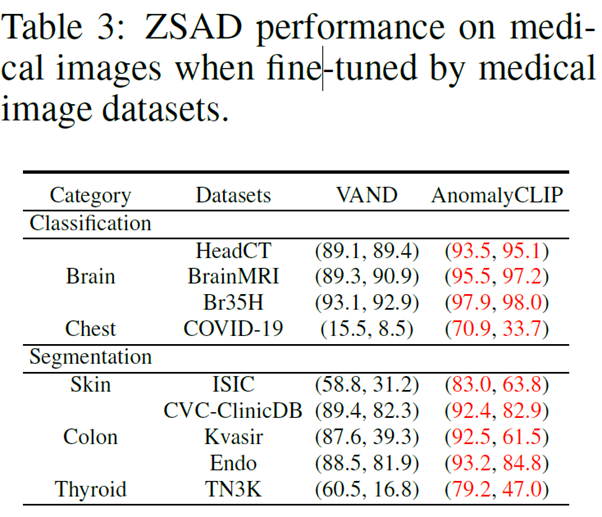 Table 3: ZSAD performance on medi-
cal images when fine-tuned by medical
image datasets.
Category Datasets VAND AnomalyCLIP
Classification
HeadCT (89.1, 89.4) (93.5, 95.1)
Brain BrainMRI (89.3, 90.9) (95.5, 97.2)
Br35H (93.1, 92.9) (97.9, 98.0)
Chest COVID-19 (15.5, 8.5) (70.9, 33.7)
Segmentation
Skin ISIC (58.8, 31.2) (83.0, 63.8)
CVC-ClinicDB (89.4, 82.3) (92.4, 82.9)
Colon Kvasir (87.6, 39.3) (92.5, 61.5)
Endo (88.5, 81.9) (93.2, 84.8)
Thyroid TN3K (60.5, 16.8) (79.2, 47.0)